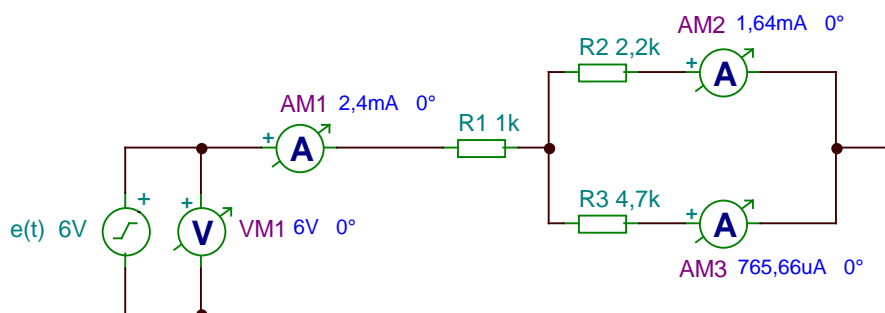 AM2 1,64mA 0°
R2 2,2k
+
A
AM1 2,4mA 0°
+
A
R1 1k
R3 4,7k
+
A
AM3 765,66uA 0°
e(t) 6V
+
+
V
VM1 6V 0°